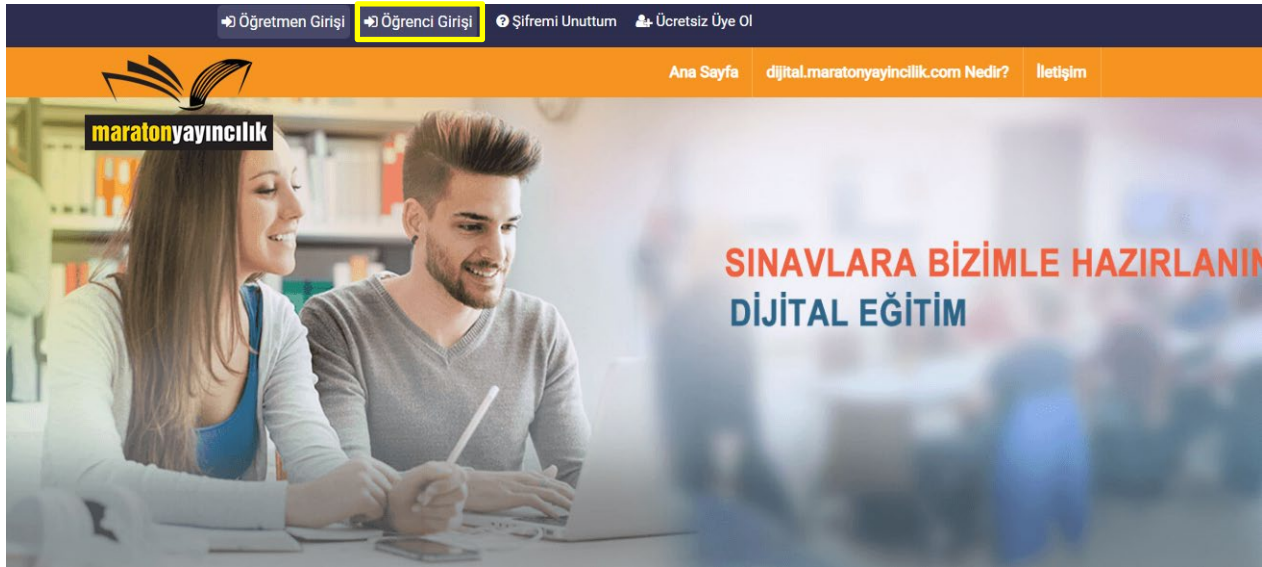 Öğretmen Girişi Öğrenci Girişi Şifremi Unuttum Ücretsiz Üye Ol
Ana Sayfa dijital.maratonyayincilik.com Nedir? İletişim
maratonyayıncılık
SINAVLARA BİZİMLE HAZIRLANIN
DİJİTAL EĞİTİM